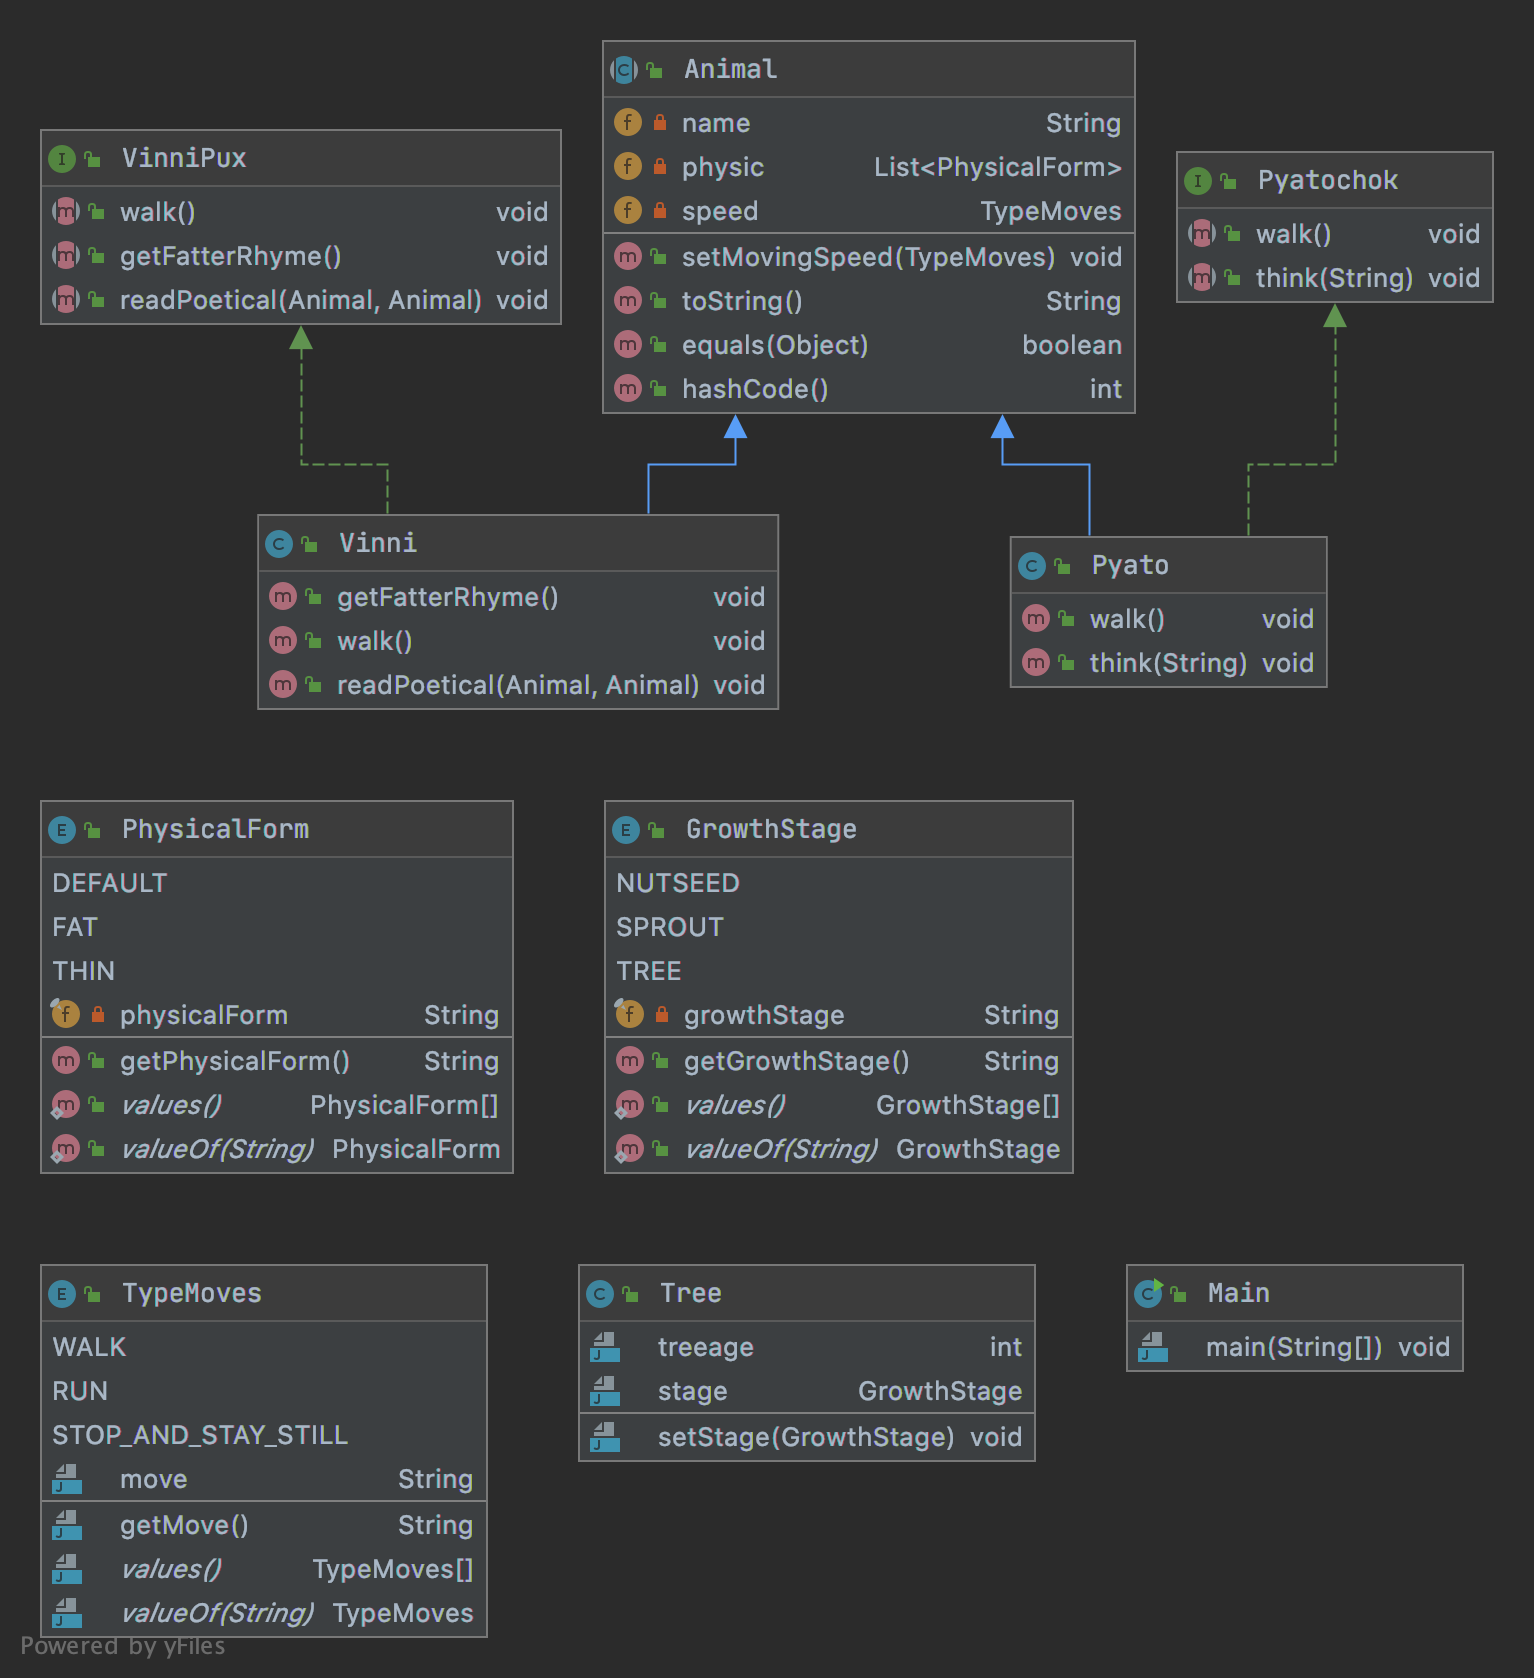 Animal
name String
physic List<PhysicalForm>
speed TypeMoves
setMovingSpeed(TypeMoves) void
toString() String
equals(Object) boolean
hashCode() int
VinniPux
walk() void
getFatterRhyme() void
readPoetical(Animal, Animal) void
Pyatochok
walk() void
think(String) void
Vinni
getFatterRhyme() void
walk() void
readPoetical(Animal, Animal) void
Pyato
walk() void
think(String) void
PhysicalForm
DEFAULT
FAT
THIN
physicalForm String
getPhysicalForm() String
values() PhysicalForm[]
valueOf(String) PhysicalForm
GrowthStage
NUTSEED
SPROUT
TREE
growthStage String
getGrowthStage() String
values() GrowthStage[]
valueOf(String) GrowthStage
TypeMoves
WALK
RUN
STOP_AND_STAY_STILL
move String
getMove() String
values() TypeMoves[]
valueOf(String) TypeMoves
Tree
treeage int
stage GrowthStage
setStage(GrowthStage) void
Main
main(String[]) void
Powered by yFiles